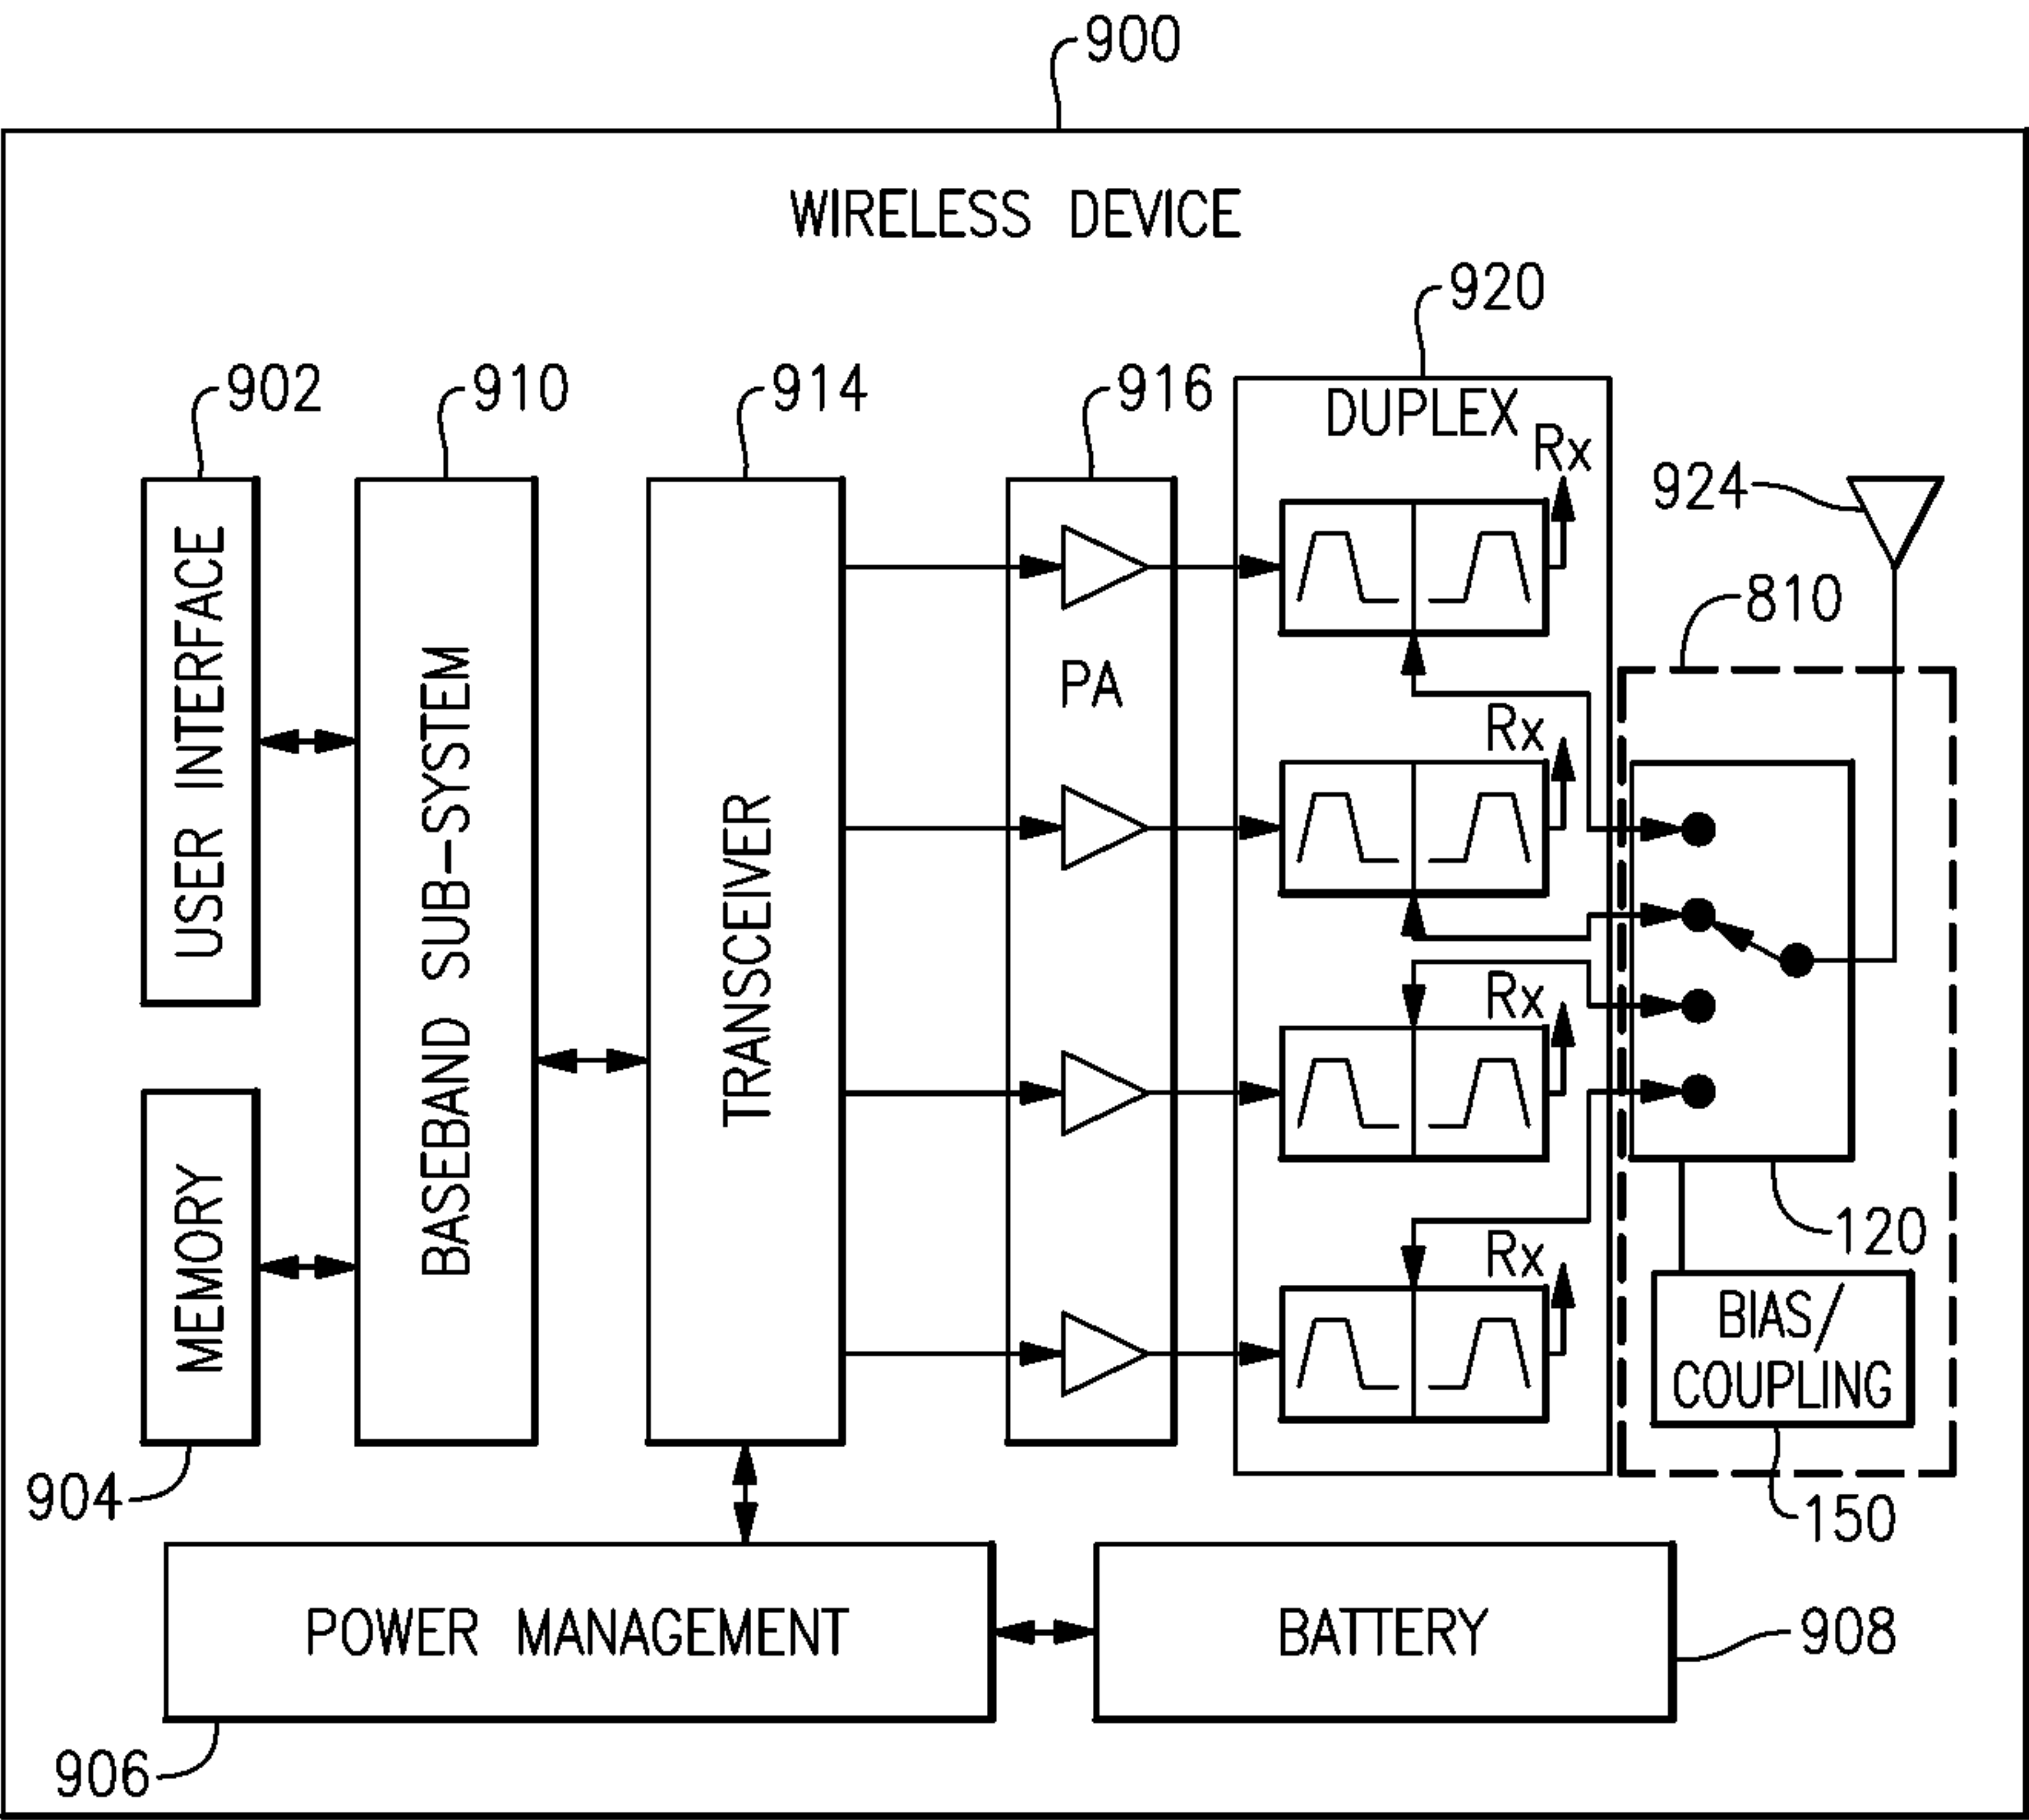 900
WIRELESS DEVICE
920
902
910
914
916
DUPLEX
Rx
924
USER INTERFACE
BASEBAND SUB-SYSTEM
TRANSCEIVER
PA
810
Rx
Rx
MEMORY
120
Rx
BIAS/
COUPLING
904
150
POWER MANAGEMENT
BATTERY
908
906